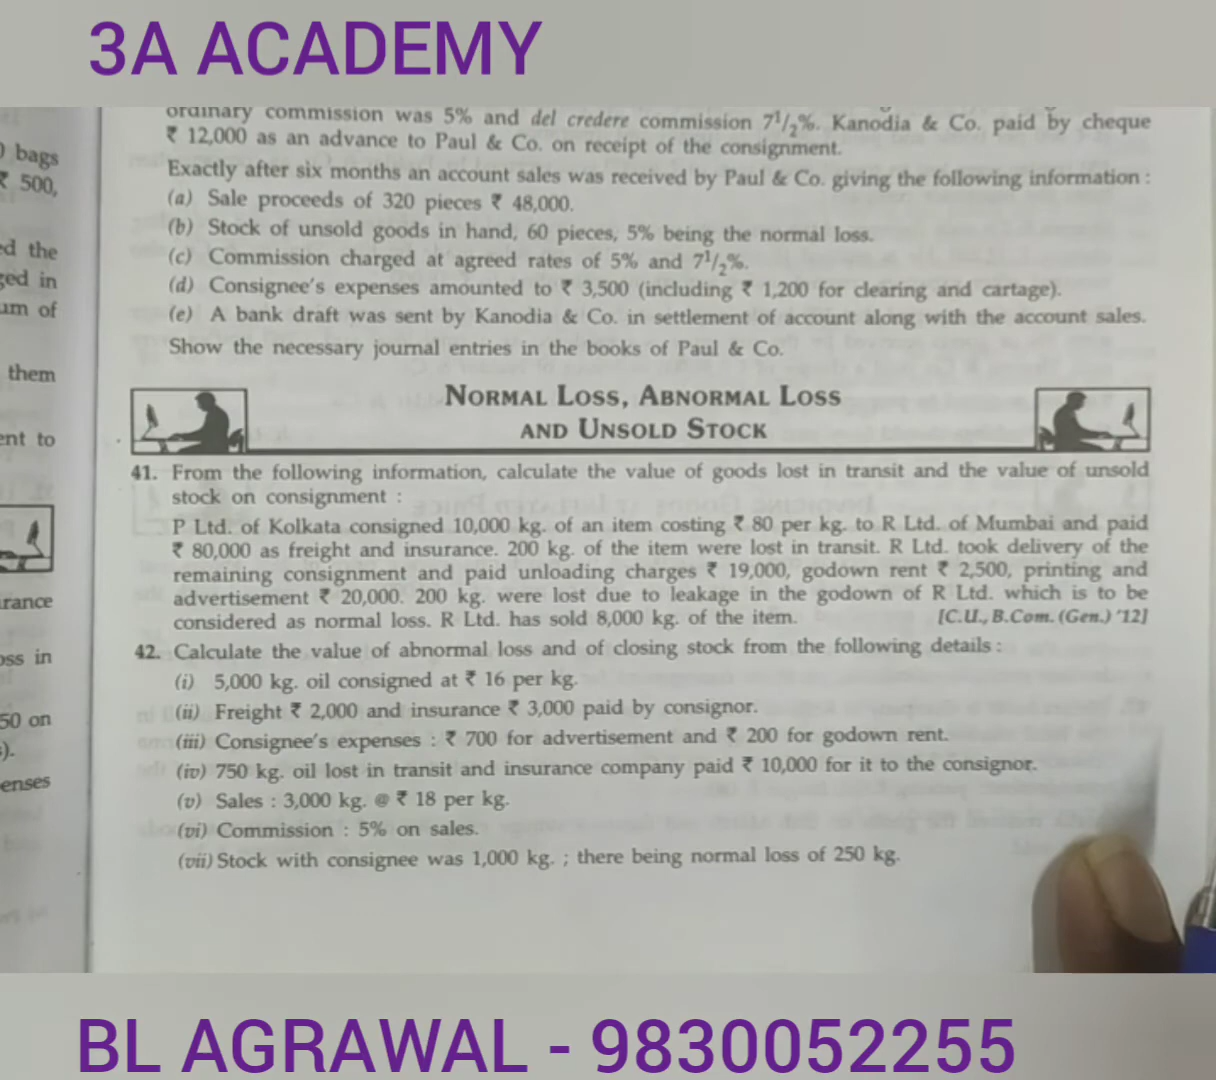 3A ACADEMY
ordinary commission was 5% and del credere commission 7 1/2%. Kanodia & Co. paid by cheque
₹ 12,000 as an advance to Paul & Co. on receipt of the consignment.
Exactly after six months an account sales was received by Paul & Co. giving the following information :
(a) Sale proceeds of 320 pieces ₹ 48,000.
(b) Stock of unsold goods in hand, 60 pieces, 5% being the normal loss.
(c) Commission charged at agreed rates of 5% and 7 1/2%.
(d) Consignee's expenses amounted to ₹ 3,500 (including ₹ 1,200 for clearing and cartage).
(e) A bank draft was sent by Kanodia & Co. in settlement of account along with the account sales.
Show the necessary journal entries in the books of Paul & Co.
NORMAL LOSS, ABNORMAL LOSS
AND UNSOLD STOCK
41. From the following information, calculate the value of goods lost in transit and the value of unsold
stock on consignment :
P Ltd. of Kolkata consigned 10,000 kg. of an item costing ₹ 80 per kg. to R Ltd. of Mumbai and paid
₹ 80,000 as freight and insurance. 200 kg. of the item were lost in transit. R Ltd. took delivery of the
remaining consignment and paid unloading charges ₹ 19,000, godown rent ₹ 2,500, printing and
advertisement ₹ 20,000. 200 kg. were lost due to leakage in the godown of R Ltd. which is to be
considered as normal loss. R Ltd. has sold 8,000 kg. of the item. [C.U., B.Com. (Gen.) '12]
42. Calculate the value of abnormal loss and of closing stock from the following details :
(i) 5,000 kg. oil consigned at ₹ 16 per kg.
(ii) Freight ₹ 2,000 and insurance ₹ 3,000 paid by consignor.
(iii) Consignee's expenses : ₹ 700 for advertisement and ₹ 200 for godown rent.
(iv) 750 kg. oil lost in transit and insurance company paid ₹ 10,000 for it to the consignor.
(v) Sales : 3,000 kg. @ ₹ 18 per kg.
(vi) Commission : 5% on sales.
(vii) Stock with consignee was 1,000 kg. ; there being normal loss of 250 kg.
bags
₹ 500,
the
in
of
them
to
in
50 on
BL AGRAWAL - 9830052255